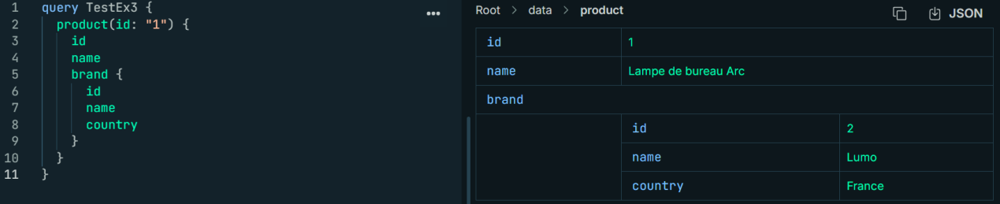 1 query TestEx3 {
2 product(id: "1") {
3 id
4 name
5 brand {
6 id
7 name
8 country
9 }
10 }
11 }
•••
Root > data > product
JSON
id 1
name Lampe de bureau Arc
brand
id 2
name Lumo
country France